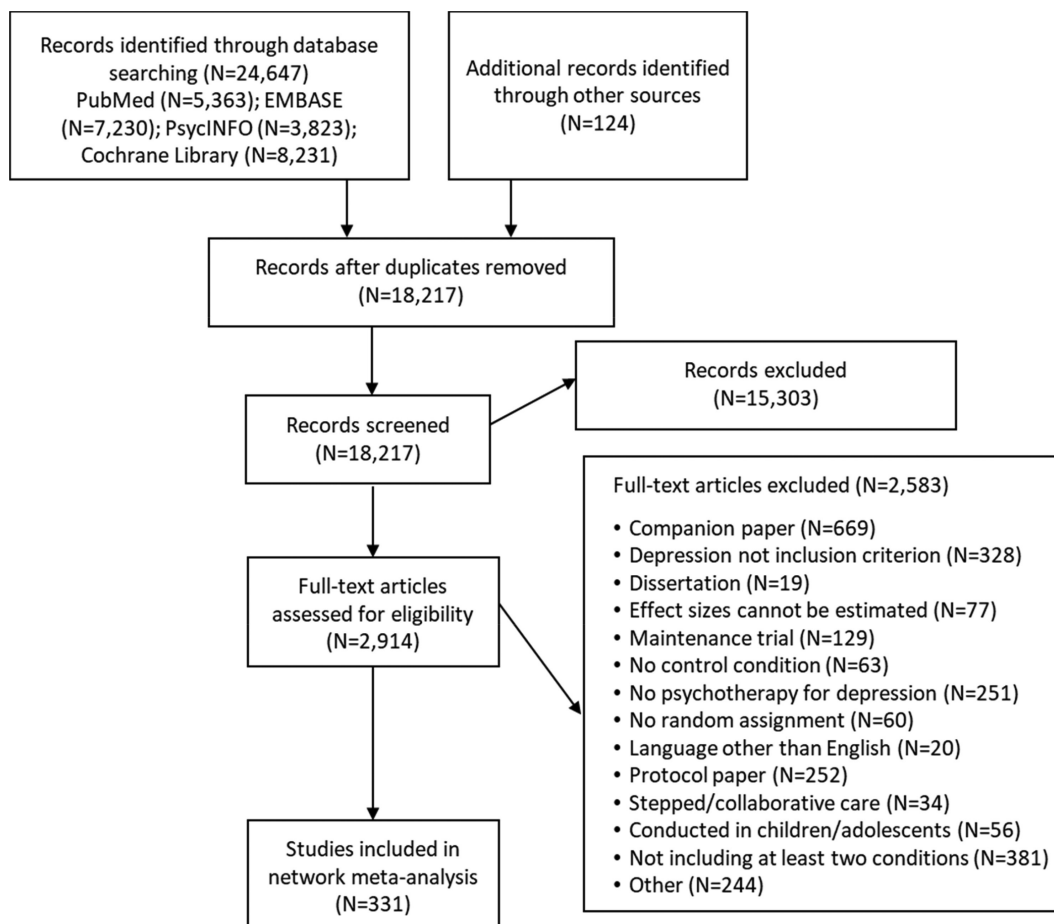 Records identified through database
searching (N=24,647)
PubMed (N=5,363); EMBASE
(N=7,230); PsycINFO (N=3,823);
Cochrane Library (N=8,231)
Additional records identified
through other sources
(N=124)
Records after duplicates removed
(N=18,217)
Records excluded
(N=15,303)
Records screened
(N=18,217)
Full-text articles excluded (N=2,583)
• Companion paper (N=669)
• Depression not inclusion criterion (N=328)
• Dissertation (N=19)
• Effect sizes cannot be estimated (N=77)
• Maintenance trial (N=129)
• No control condition (N=63)
• No psychotherapy for depression (N=251)
• No random assignment (N=60)
• Language other than English (N=20)
• Protocol paper (N=252)
• Stepped/collaborative care (N=34)
• Conducted in children/adolescents (N=56)
• Not including at least two conditions (N=381)
• Other (N=244)
Full-text articles
assessed for eligibility
(N=2,914)
Studies included in
network meta-analysis
(N=331)